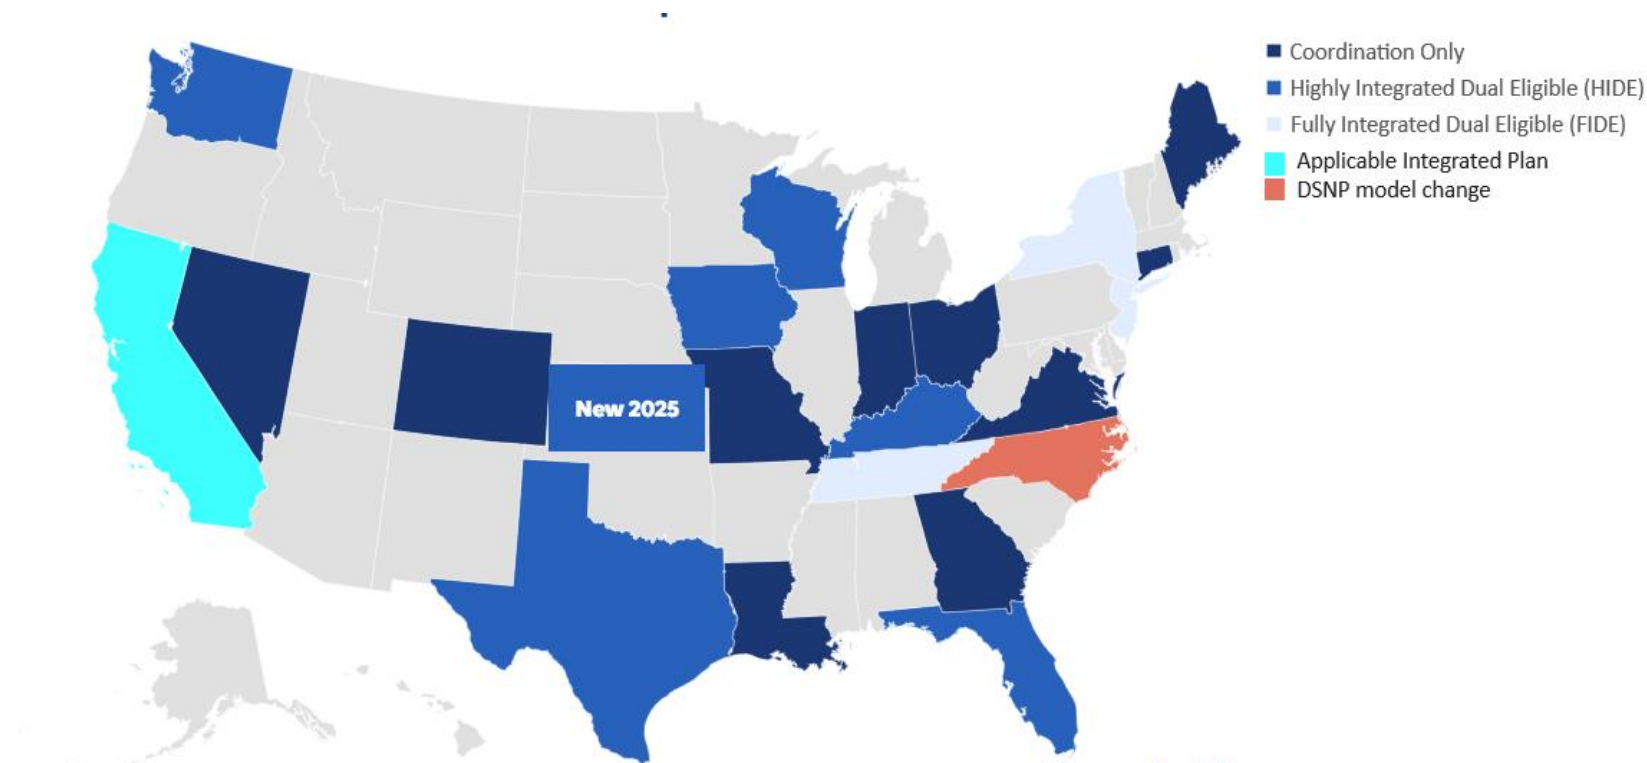 Coordination Only
Highly Integrated Dual Eligible (HIDE)
Fully Integrated Dual Eligible (FIDE)
Applicable Integrated Plan
DSNP model change
New 2025